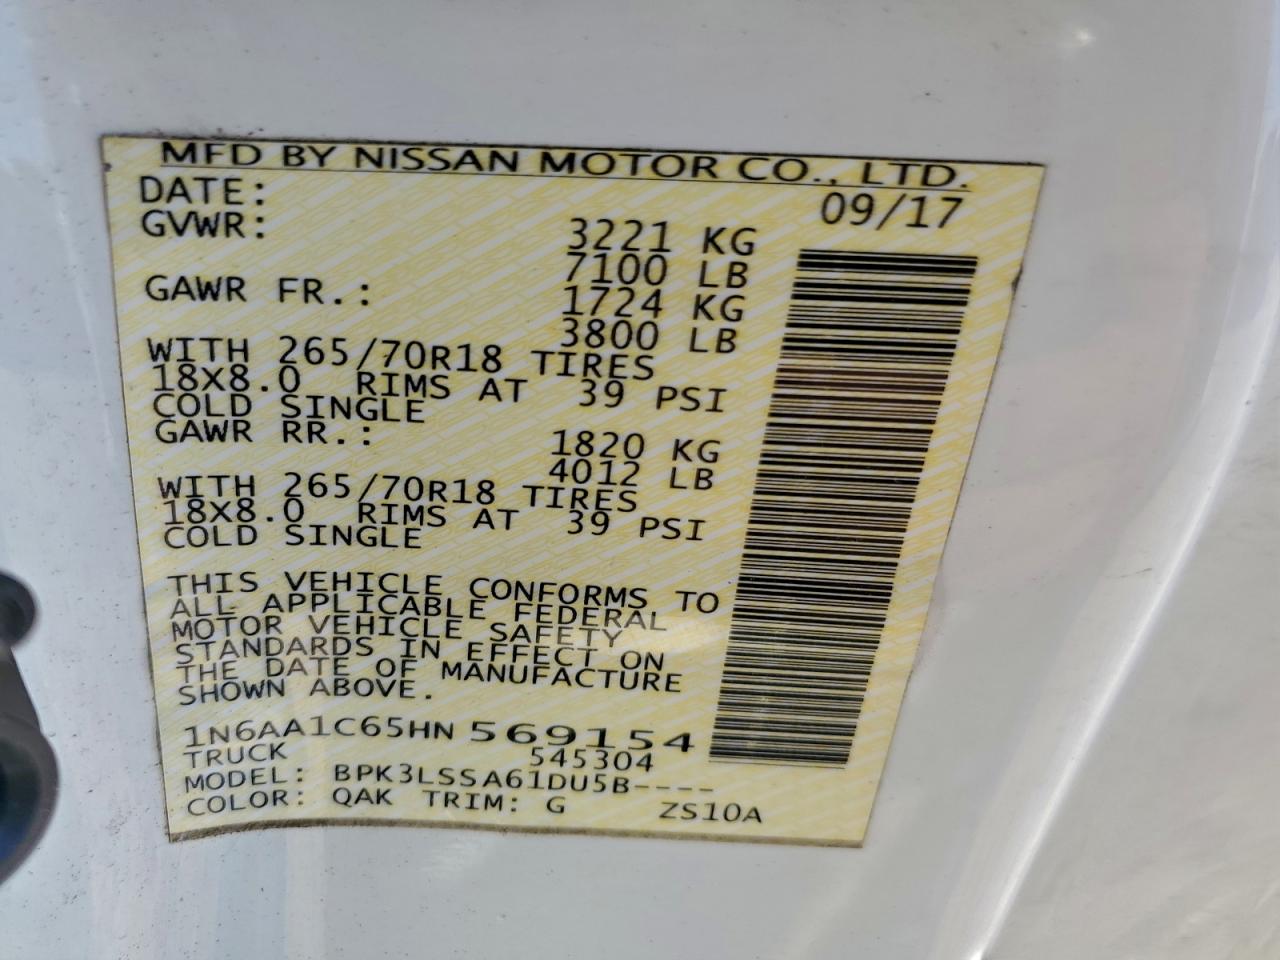 MFD BY NISSAN MOTOR CO., LTD.
DATE: 09/17
GVWR: 3221 KG
7100 LB
GAWR FR.: 1724 KG
3800 LB
WITH 265/70R18 TIRES
18X8.0 RIMS AT 39 PSI
COLD SINGLE
GAWR RR.: 1820 KG
4012 LB
WITH 265/70R18 TIRES
18X8.0 RIMS AT 39 PSI
COLD SINGLE
THIS VEHICLE CONFORMS TO
ALL APPLICABLE FEDERAL
MOTOR VEHICLE SAFETY
STANDARDS IN EFFECT ON
THE DATE OF MANUFACTURE
SHOWN ABOVE.
1N6AA1C65HN 569154
TRUCK 545304
MODEL: BPK3LSSA61DU5B----
COLOR: QAK TRIM: G ZS10A